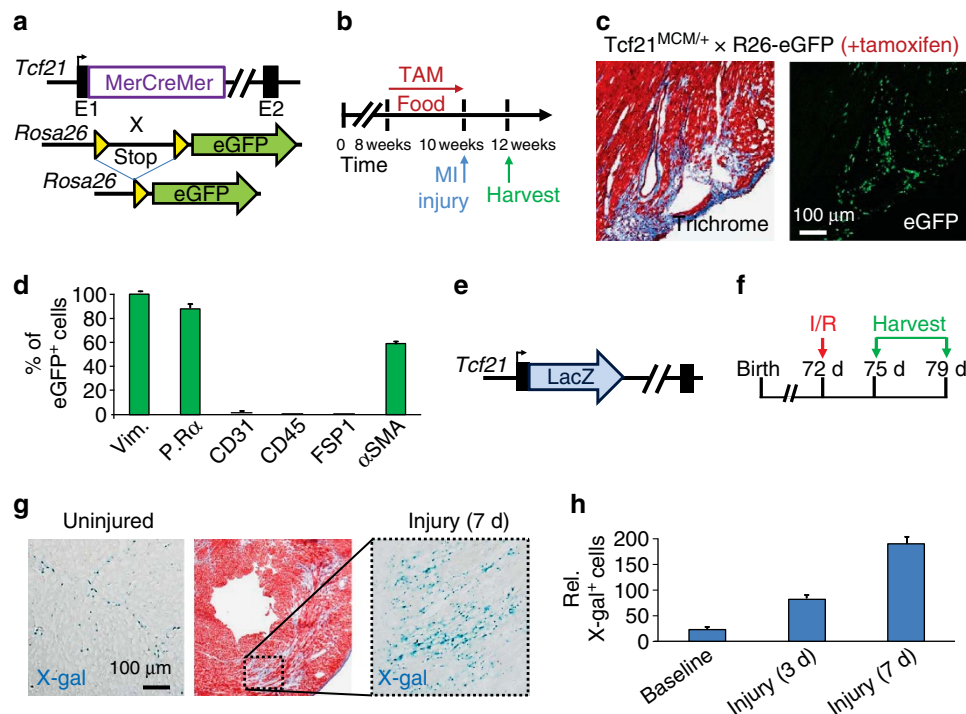 a
Tcf21
MerCreMer
E1
E2
Rosa26
X
Stop
eGFP
Rosa26
eGFP
b
TAM
Food
0 8 weeks 10 weeks 12 weeks
Time
MI
injury
Harvest
c
Tcf21MCM/+ × R26-eGFP (+tamoxifen)
Trichrome
100 μm
eGFP
d
% of
eGFP+ cells
100
80
60
40
20
0
Vim.
P.Rα
CD31
CD45
FSP1
αSMA
e
Tcf21
LacZ
f
I/R
Harvest
Birth 72 d 75 d 79 d
g
Uninjured
Injury (7 d)
X-gal
100 μm
X-gal
h
Rel.
X-gal+ cells
200
150
100
50
0
Baseline
Injury (3 d)
Injury (7 d)